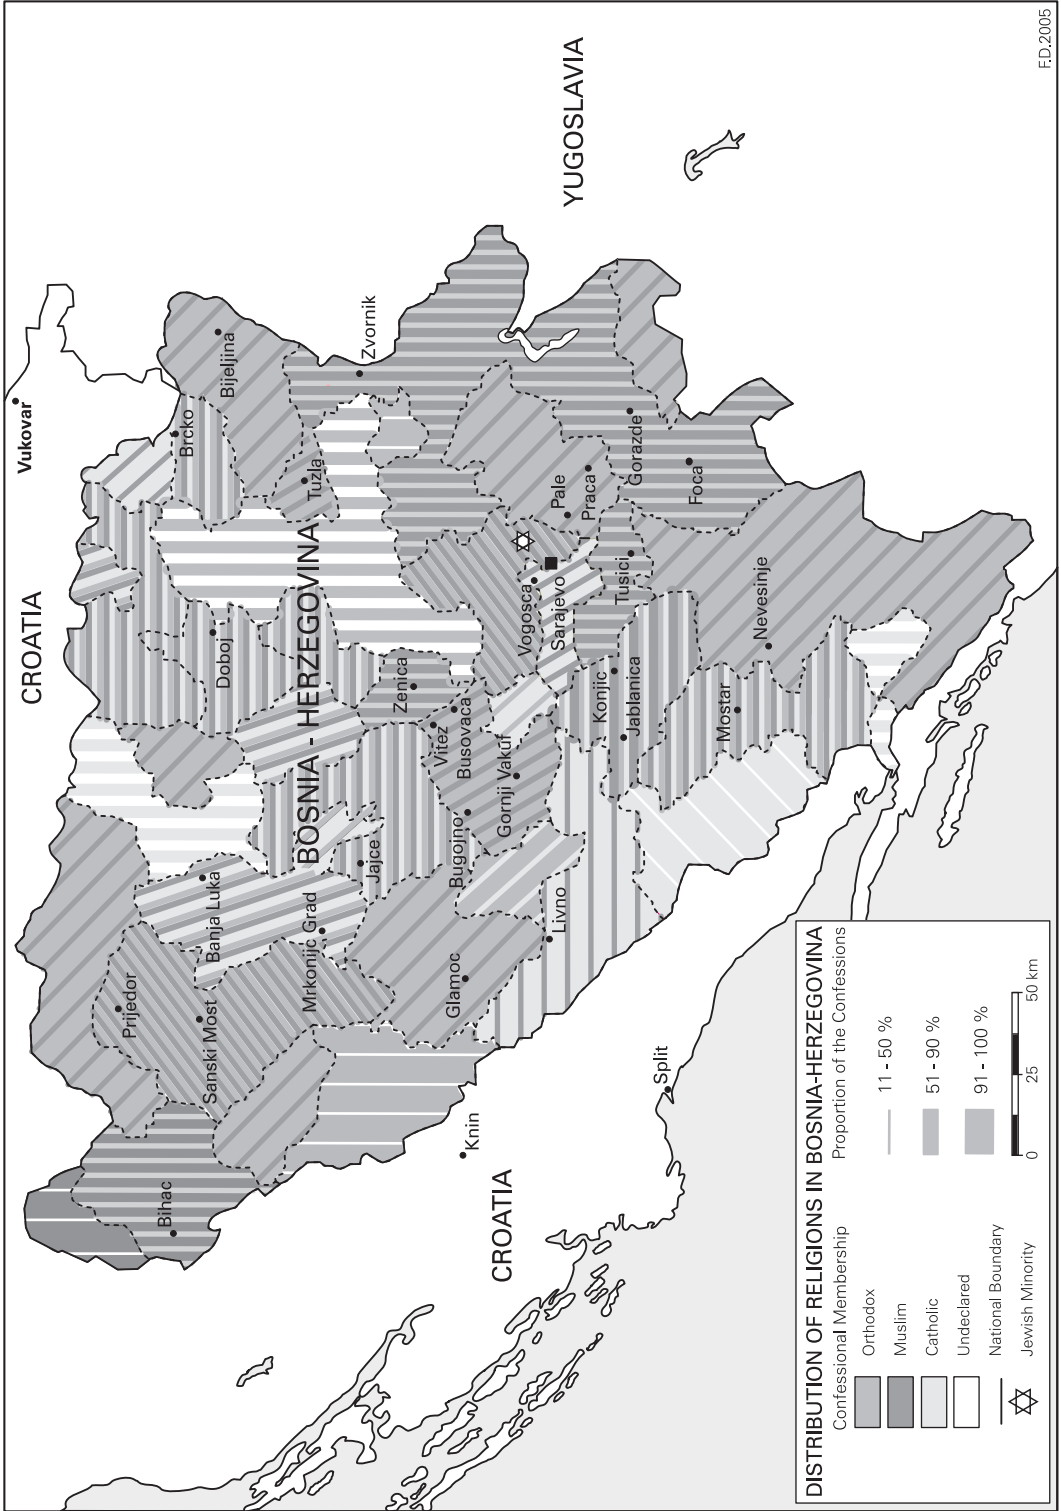 CROATIA
Vukovar
Brcko
Bijeljina
Prijedor
Banja Luka
Doboj
Sanski Most
Bihac
BOSNIA - HERZEGOVINA
Tuzla
Zvornik
Mrkonjic Grad
Jajce
Zenica
Vitez
Busovaca
Bugojno
Gornji Vakuf
Glamoc
Livno
Knin
CROATIA
Split
Vogosca
Sarajevo
Pale
Praca
Gorazde
Foca
Tusici
Konjic
Jablanica
Mostar
Nevesinje
YUGOSLAVIA
DISTRIBUTION OF RELIGIONS IN BOSNIA-HERZEGOVINA
Confessional Membership
Orthodox
Muslim
Catholic
Undeclared
National Boundary
Jewish Minority
Proportion of the Confessions
11 - 50 %
51 - 90 %
91 - 100 %
0 25 50 km
F.D.2005